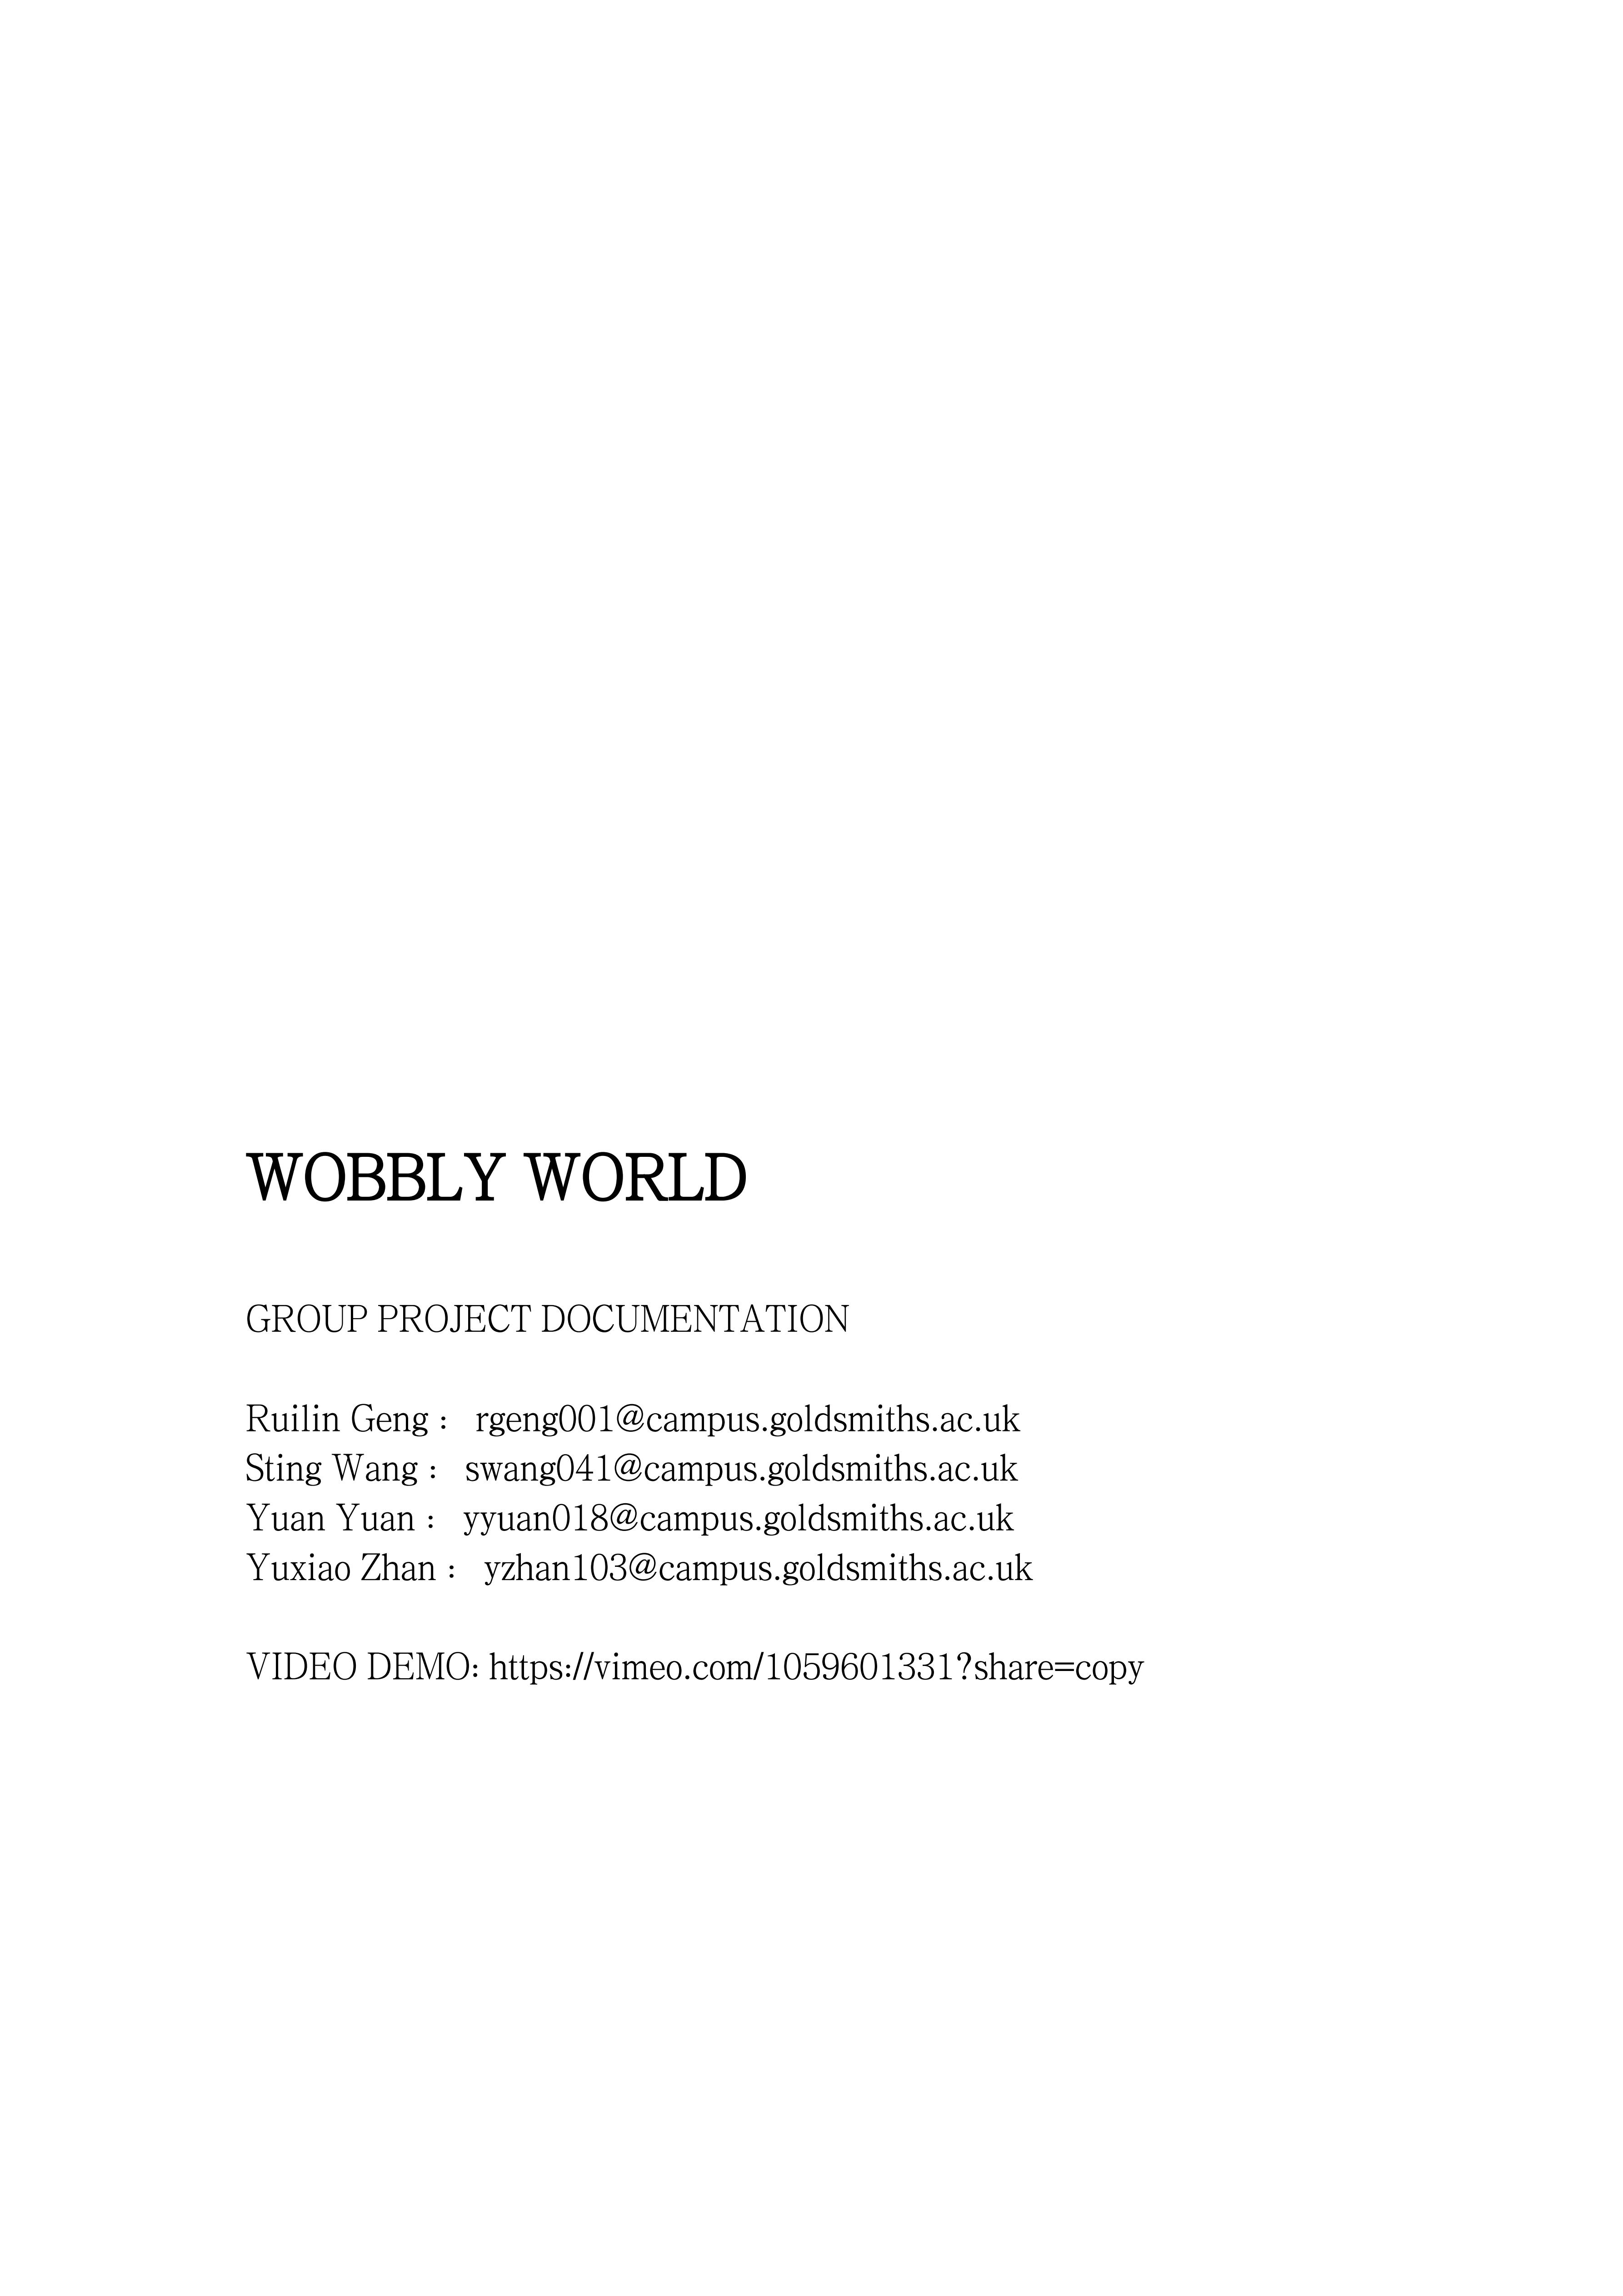 WOBBLY WORLD
GROUP PROJECT DOCUMENTATION
Ruilin Geng： rgeng001@campus.goldsmiths.ac.uk
Sting Wang： swang041@campus.goldsmiths.ac.uk
Yuan Yuan： yyuan018@campus.goldsmiths.ac.uk
Yuxiao Zhan： yzhan103@campus.goldsmiths.ac.uk
VIDEO DEMO: https://vimeo.com/1059601331?share=copy